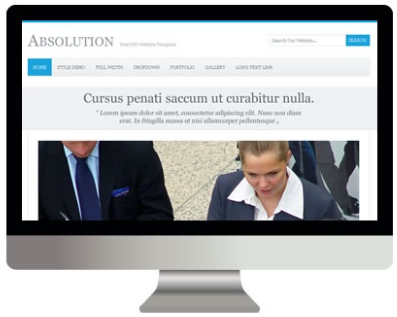 ABSOLUTION Free PSD Website Template
Search Our Website... SEARCH
HOME STYLE DEMO FULL WIDTH DROPDOWN PORTFOLIO GALLERY LONG TEXT LINK
Cursus penati saccum ut curabitur nulla.
“ Lorem ipsum dolor sit amet, consectetur adipiscing elit. Nunc non diam
erat. In fringilla massa ut nisi ullamcorper pellentesque „